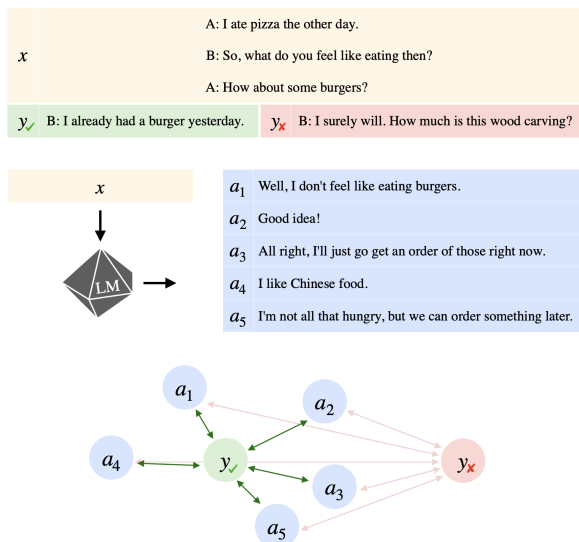 A: I ate pizza the other day.
x
B: So, what do you feel like eating then?
A: How about some burgers?
y✓ B: I already had a burger yesterday.
y✘ B: I surely will. How much is this wood carving?
x
LM
a1 Well, I don't feel like eating burgers.
a2 Good idea!
a3 All right, I'll just go get an order of those right now.
a4 I like Chinese food.
a5 I'm not all that hungry, but we can order something later.
a1
a2
a4
y✓
y✘
a3
a5